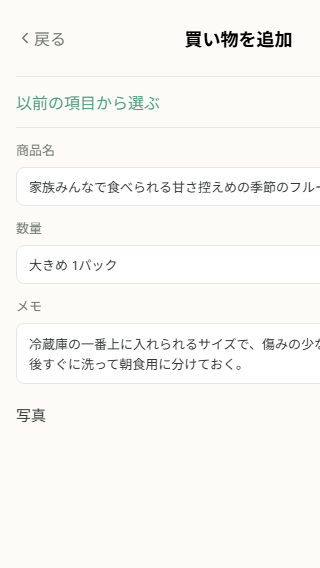 戻る
買い物を追加
以前の項目から選ぶ
商品名
家族みんなで食べられる甘さ控えめの季節のフルー
数量
大きめ 1パック
メモ
冷蔵庫の一番上に入れられるサイズで、傷みの少な
後すぐに洗って朝食用に分けておく。
写真